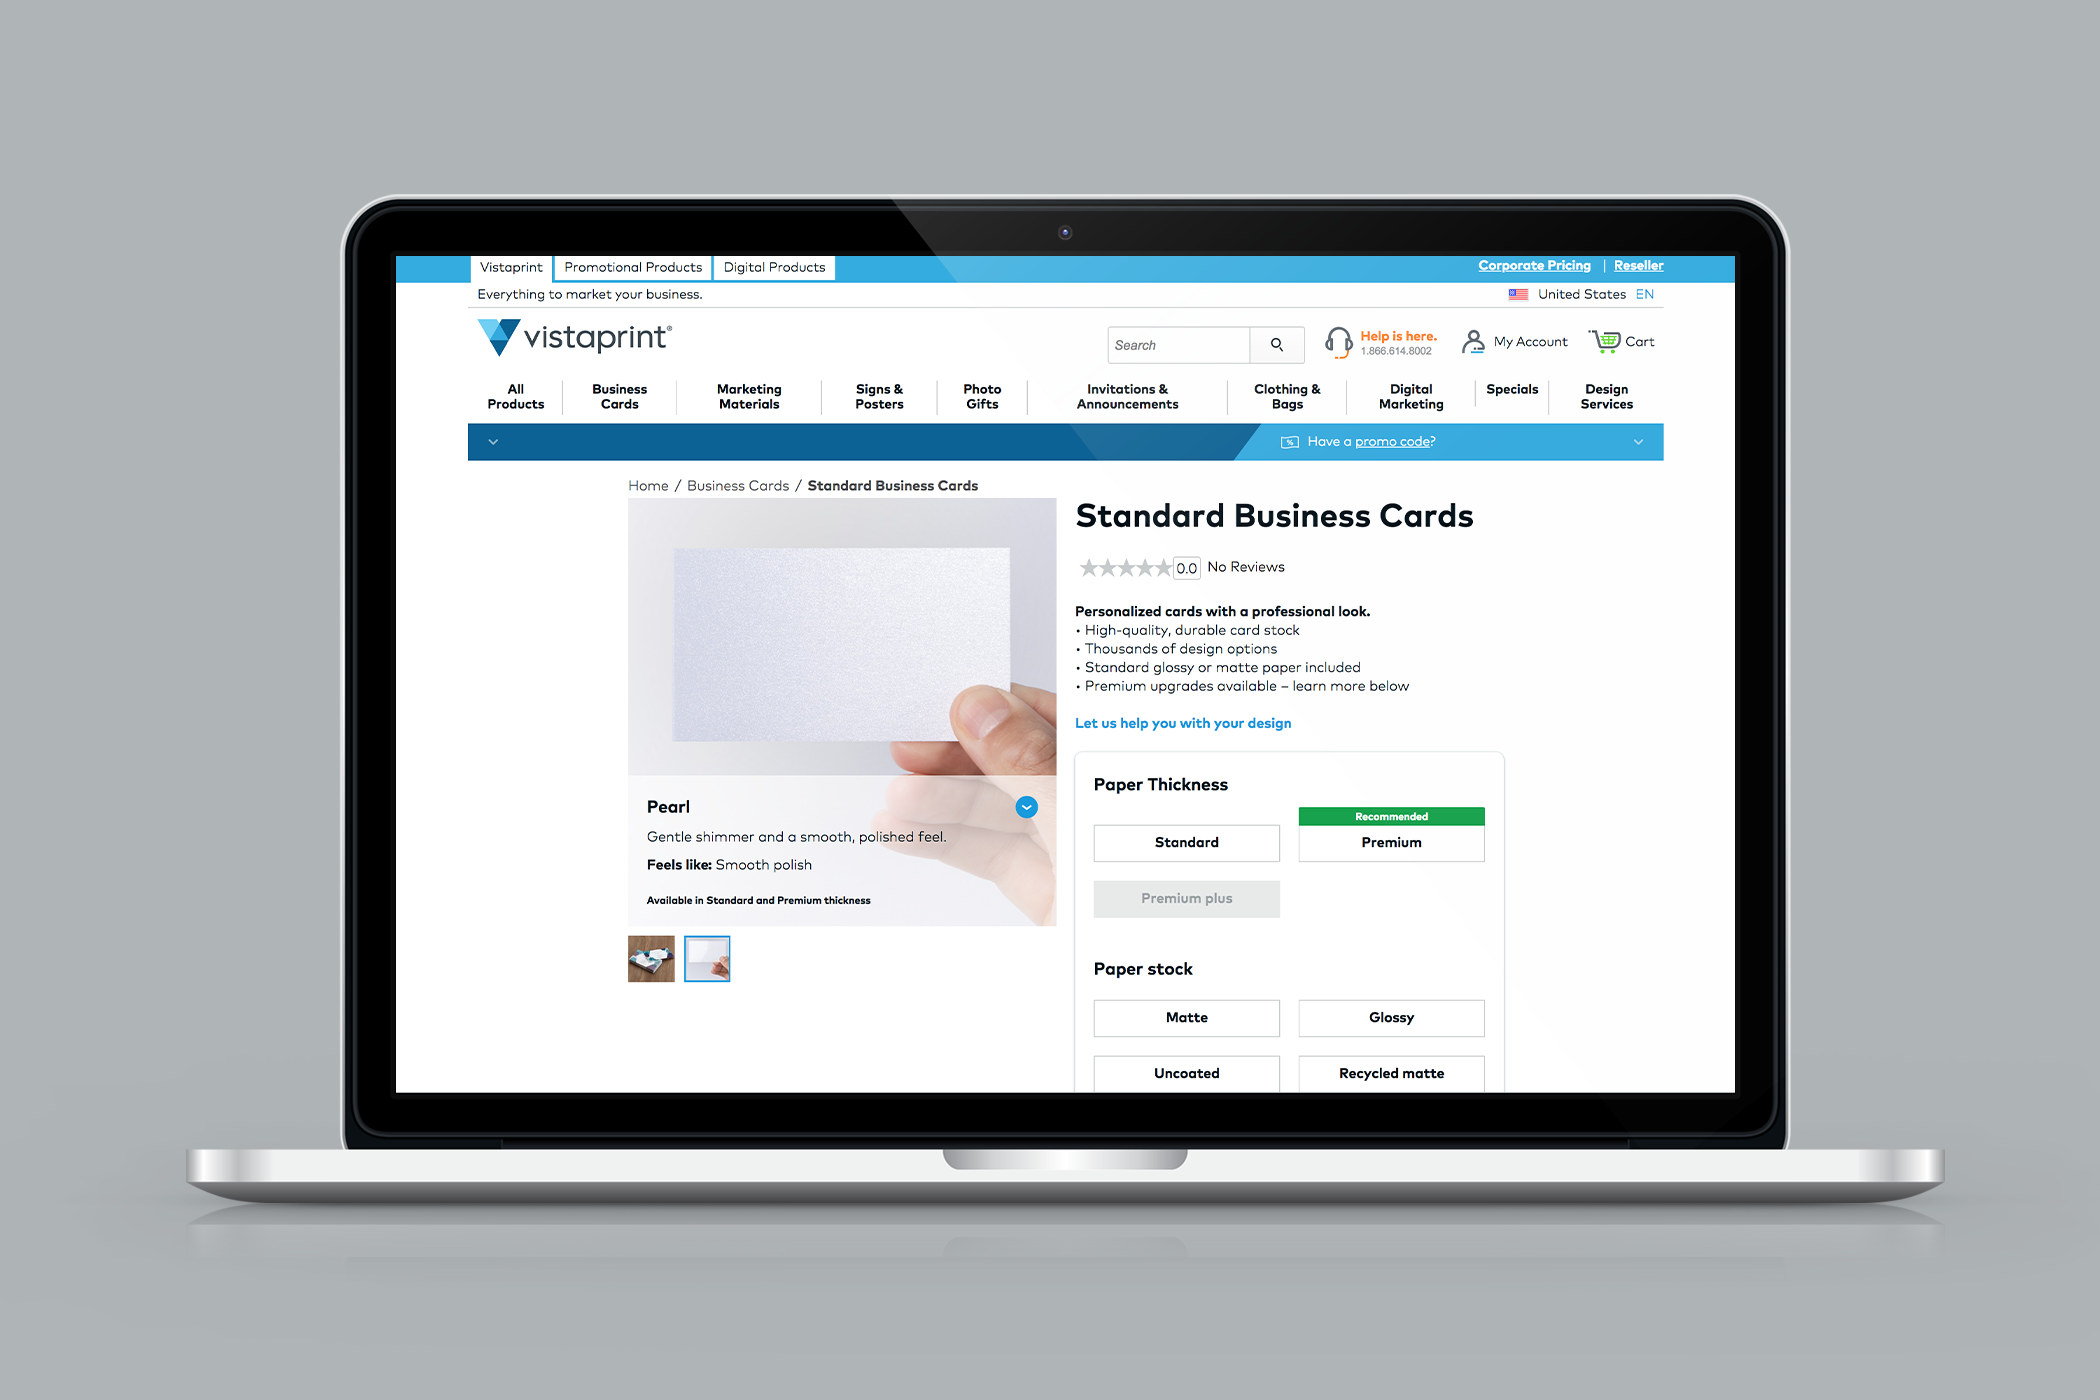 Vistaprint
Promotional Products
Digital Products
Corporate Pricing | Reseller
Everything to market your business.
United States EN
vistaprint®
Search
Help is here.
1.866.614.8002
My Account
Cart
All
Products
Business
Cards
Marketing
Materials
Signs &
Posters
Photo
Gifts
Invitations &
Announcements
Clothing &
Bags
Digital
Marketing
Specials
Design
Services
%
Have a promo code?
Home / Business Cards / Standard Business Cards
Pearl
Gentle shimmer and a smooth, polished feel.
Feels like: Smooth polish
Available in Standard and Premium thickness
Standard Business Cards
0.0 No Reviews
Personalized cards with a professional look.
• High-quality, durable card stock
• Thousands of design options
• Standard glossy or matte paper included
• Premium upgrades available – learn more below
Let us help you with your design
Paper Thickness
Standard
Recommended
Premium
Premium plus
Paper stock
Matte
Glossy
Uncoated
Recycled matte